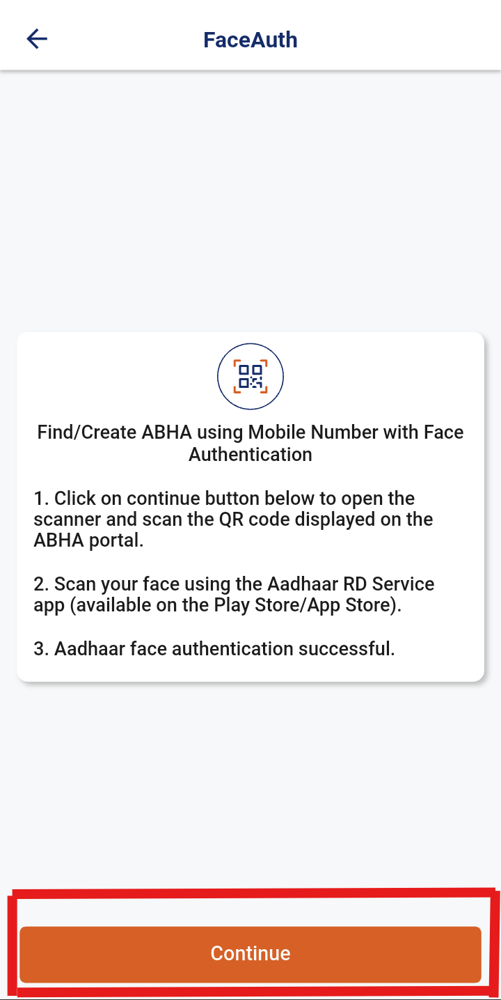 FaceAuth
Find/Create ABHA using Mobile Number with Face
Authentication
1. Click on continue button below to open the
scanner and scan the QR code displayed on the
ABHA portal.
2. Scan your face using the Aadhaar RD Service
app (available on the Play Store/App Store).
3. Aadhaar face authentication successful.
Continue